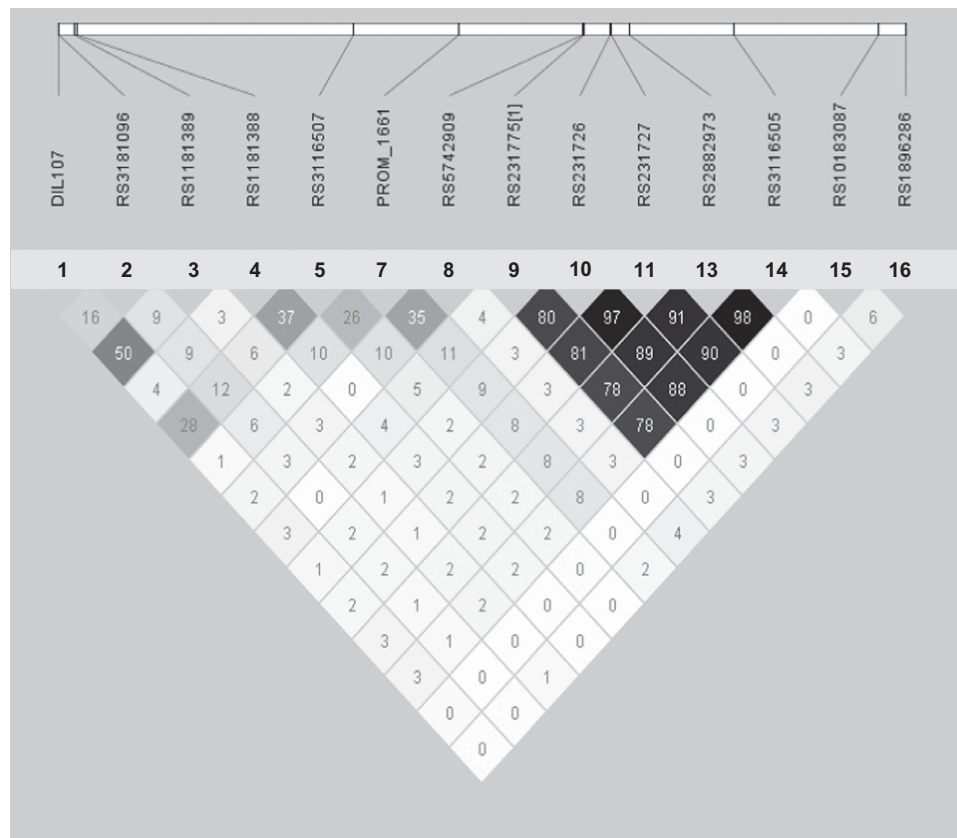 DIL107
RS3181096
RS1181389
RS1181388
RS3116507
PROM_1661
RS5742909
RS231775[1]
RS231726
RS231727
RS2882973
RS3116505
RS10183087
RS1896286
1 2 3 4 5 7 8 9 10 11 13 14 15 16
16 9 3 37 26 35 4 80 97 91 98 0 6
50 9 6 10 10 11 3 81 89 90 0 3
4 12 2 0 5 9 3 78 88 0 3
28 6 3 4 2 8 3 78 0 3
1 3 2 3 2 8 3 0 3
2 0 1 2 2 8 0 3
3 2 1 2 2 0 4
1 2 2 2 0 2
2 1 2 0 0
3 1 0 0
3 0 1
0 0
0